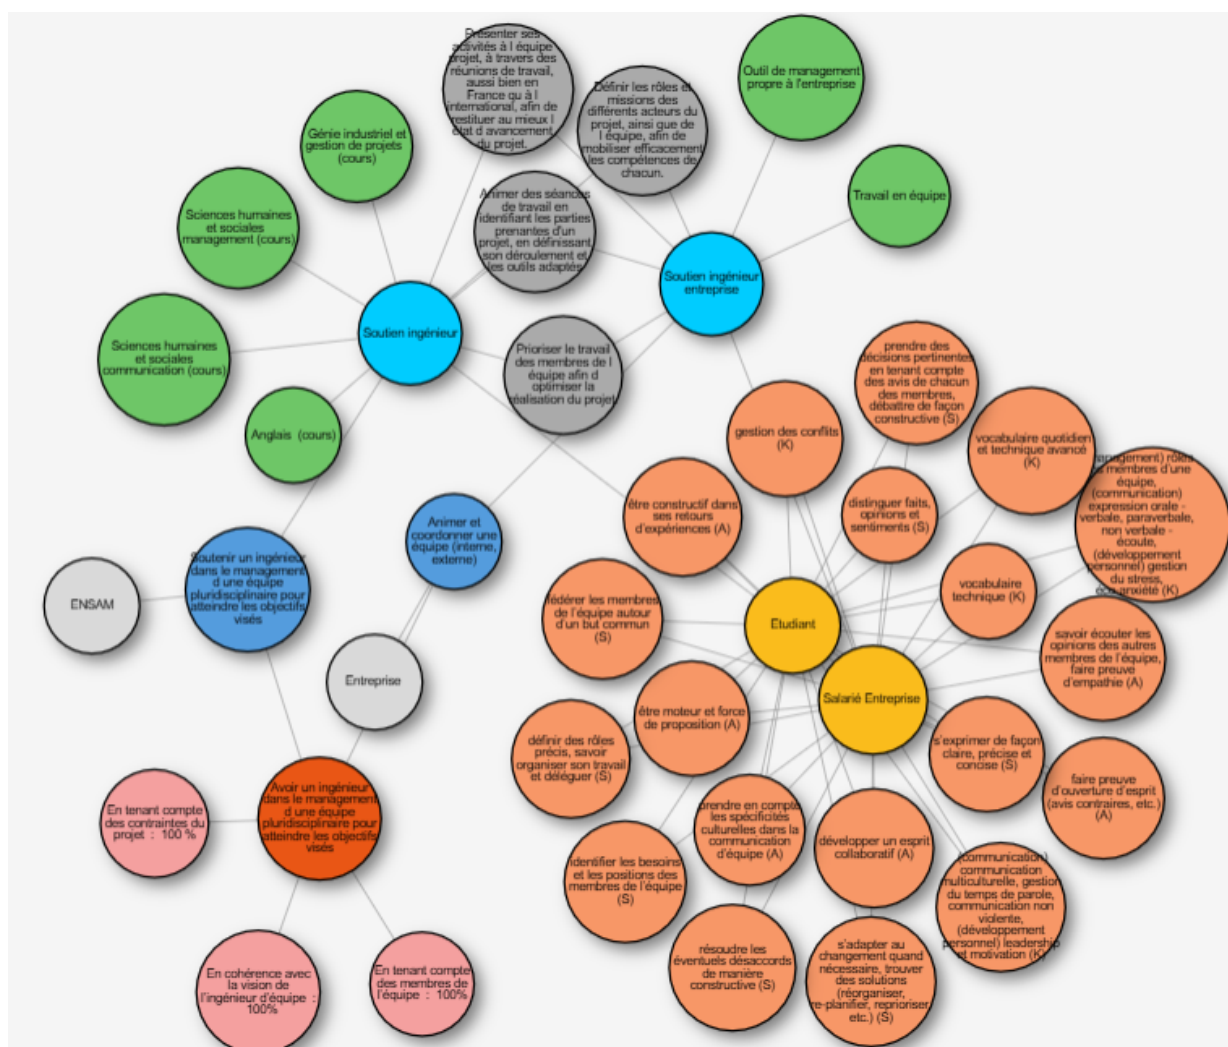 Présenter ses
activités à l équipe
projet, à travers des
réunions de travail,
aussi bien en
France qu à l
international, afin de
restituer au mieux l
état d avancement
du projet.
Définir les rôles et
missions des
différents acteurs du
projet, ainsi que de
l équipe, afin de
mobiliser efficacement
les compétences de
chacun.
Outil de management
propre à l'entreprise
Génie industriel et
gestion de projets
(cours)
Travail en équipe
Sciences humaines
et sociales
management (cours)
Animer des séances
de travail en
identifiant les parties
prenantes d'un
projet, en définissant
son déroulement et
les outils adaptés
Soutien ingénieur
entreprise
Soutien ingénieur
Sciences humaines
et sociales
communication (cours)
Prioriser le travail
des membres de l
équipe afin d
optimiser la
réalisation du projet
Anglais (cours)
prendre des
décisions pertinentes
en tenant compte
des avis de chacun
des membres,
débattre de façon
constructive (S)
gestion des conflits
(K)
vocabulaire quotidien
et technique avancé
(K)
rôles
membres d'une
équipe,
(communication)
expression orale -
verbale, paraverbale,
non verbale -
écoute,
(développement
personnel) gestion
du stress,
éco-anxiété (K)
être constructif dans
ses retours
d'expériences (A)
distinguer faits,
opinions et
sentiments (S)
Animer et
coordonner une
équipe (interne,
externe)
Soutenir un ingénieur
dans le management
d une équipe
pluridisciplinaire pour
atteindre les objectifs
visés
ENSAM
vocabulaire
technique (K)
fédérer les membres
de l'équipe autour
d'un but commun
(S)
Étudiant
savoir écouter les
opinions des autres
membres de l'équipe,
faire preuve
d'empathie (A)
Entreprise
Salarié Entreprise
être moteur et force
de proposition (A)
définir des rôles
précis, savoir
organiser son travail
et déléguer (S)
s'exprimer de façon
claire, précise et
concise (S)
faire preuve
d'ouverture d'esprit
(avis contraires, etc.)
(A)
Avoir un ingénieur
dans le management
d une équipe
pluridisciplinaire pour
atteindre les objectifs
visés
En tenant compte
des contraintes du
projet : 100 %
prendre en compte
les spécificités
culturelles dans la
communication
d'équipe (A)
développer un esprit
collaboratif (A)
identifier les besoins
et les positions des
membres de l'équipe
(S)
(communication)
communication
multiculturelle, gestion
du temps de parole,
communication non
violente,
(développement
personnel) leadership
et motivation (K)
résoudre les
éventuels désaccords
de manière
constructive (S)
s'adapter au
changement quand
nécessaire, trouver
des solutions
(réorganiser,
re-planifier, reprioriser,
etc.) (S)
En cohérence avec
la vision de
l'ingénieur d'équipe :
100%
En tenant compte
des membres de
l'équipe : 100%